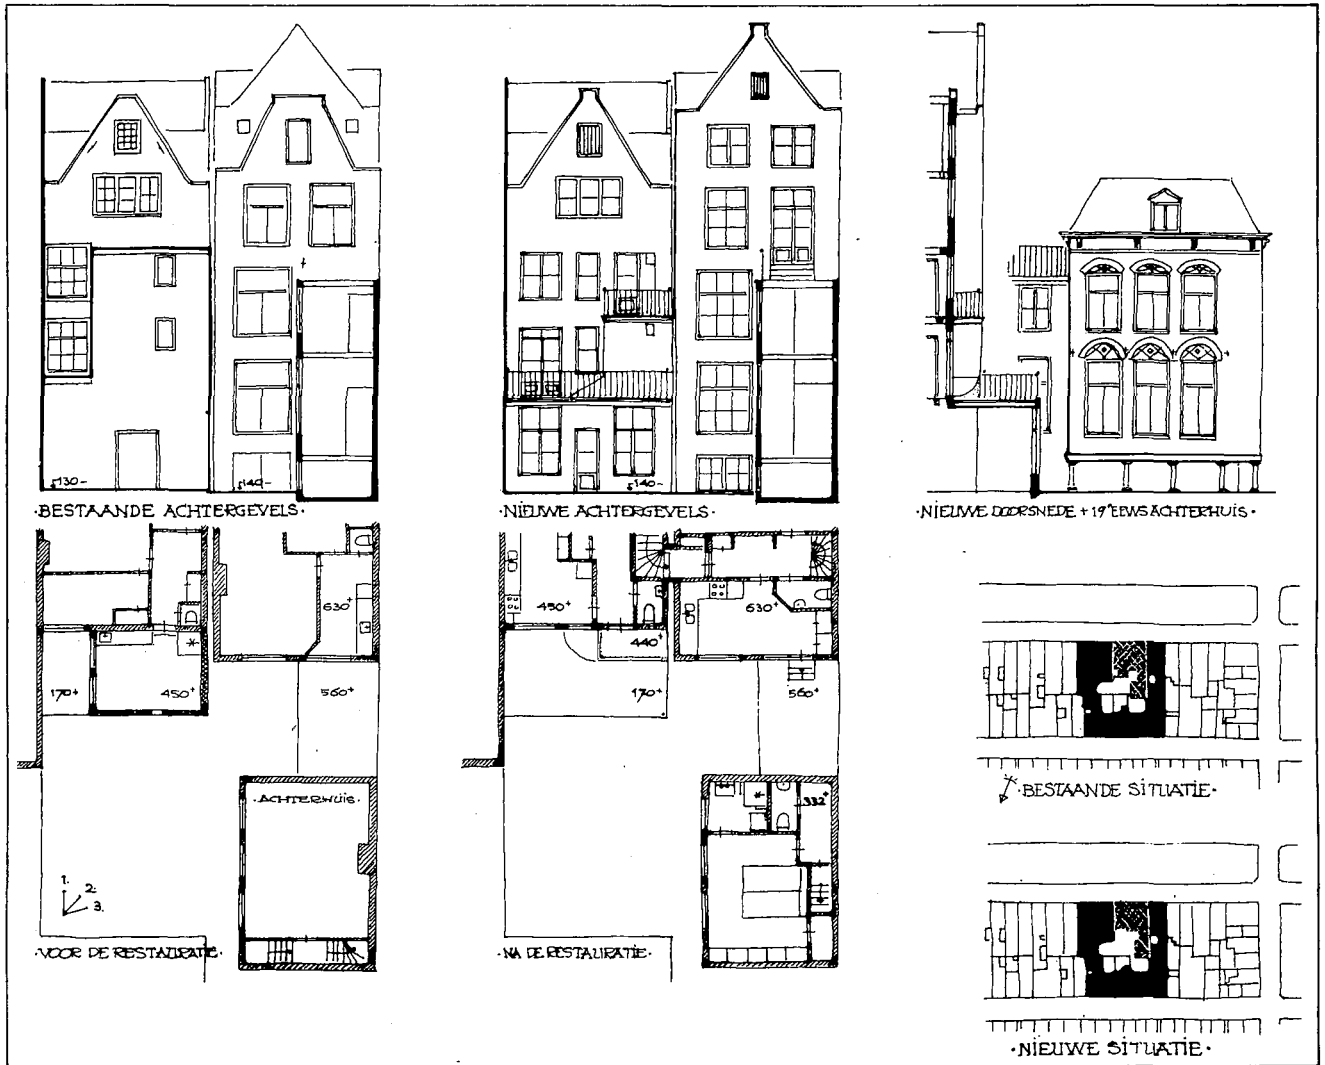 130-
140-
·BESTAANDE ACHTERGEVELS·
140-
·NIEUWE ACHTERGEVELS·
·NIEUWE DOORSNEDE + 19ᵉ EEUWS ACHTERHUIS·
630+
170+
450+
560+
·ACHTERHUIS·
1.
2.
3.
·VOOR DE RESTAURATIE·
490+
630+
440+
170+
560+
332+
·NA DE RESTAURATIE·
·BESTAANDE SITUATIE·
·NIEUWE SITUATIE·